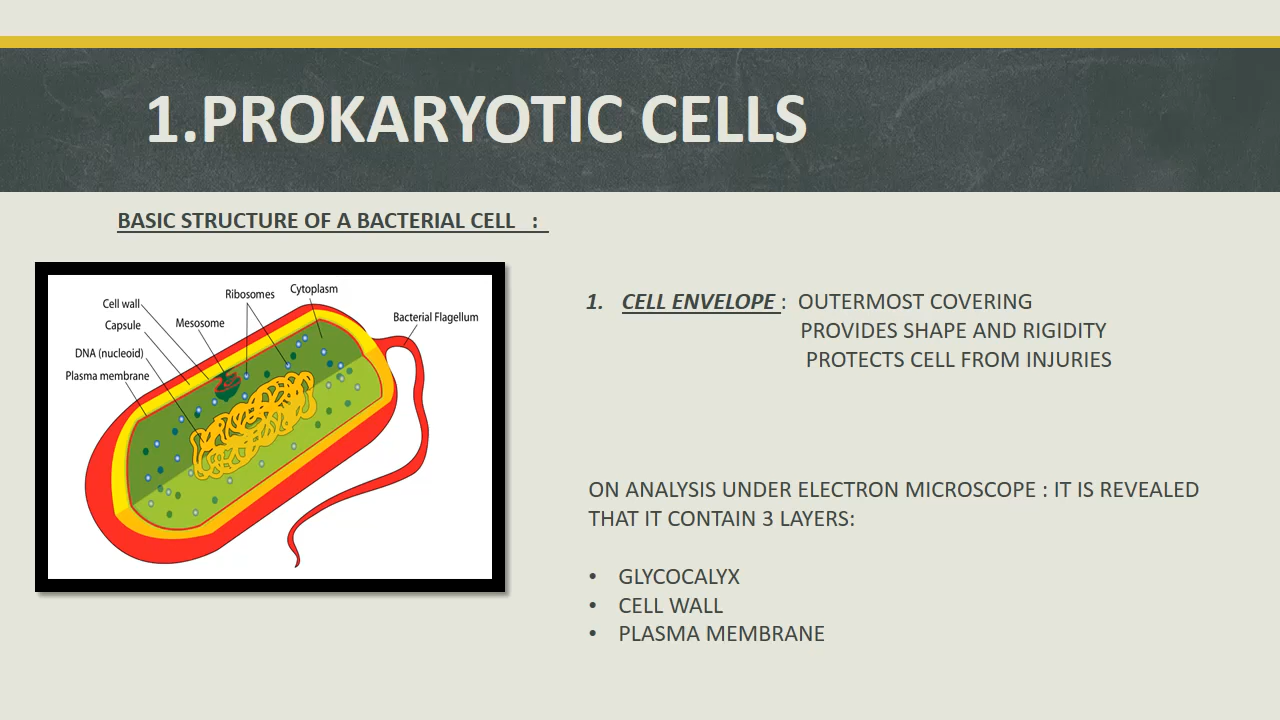 1.PROKARYOTIC CELLS
BASIC STRUCTURE OF A BACTERIAL CELL :
Cell wall
Capsule
DNA (nucleoid)
Plasma membrane
Mesosome
Ribosomes
Cytoplasm
Bacterial Flagellum
1. CELL ENVELOPE : OUTERMOST COVERING
PROVIDES SHAPE AND RIGIDITY
PROTECTS CELL FROM INJURIES
ON ANALYSIS UNDER ELECTRON MICROSCOPE : IT IS REVEALED
THAT IT CONTAIN 3 LAYERS:
• GLYCOCALYX
• CELL WALL
• PLASMA MEMBRANE